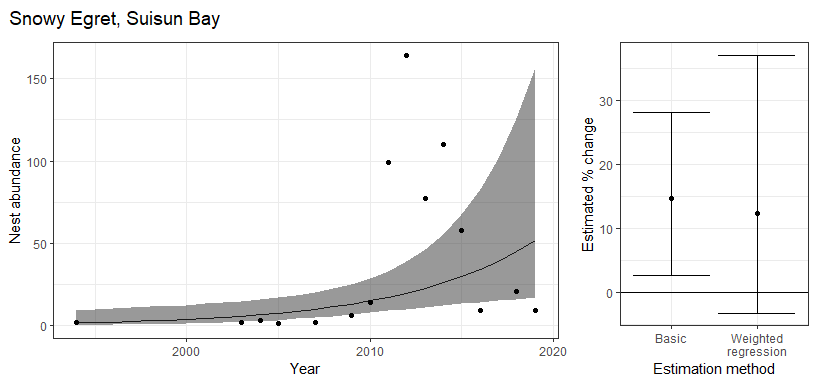 Snowy Egret, Suisun Bay
Nest abundance
150
100
50
0
2000
2010
2020
Year
Estimated % change
30
20
10
0
Basic
Weighted
regression
Estimation method